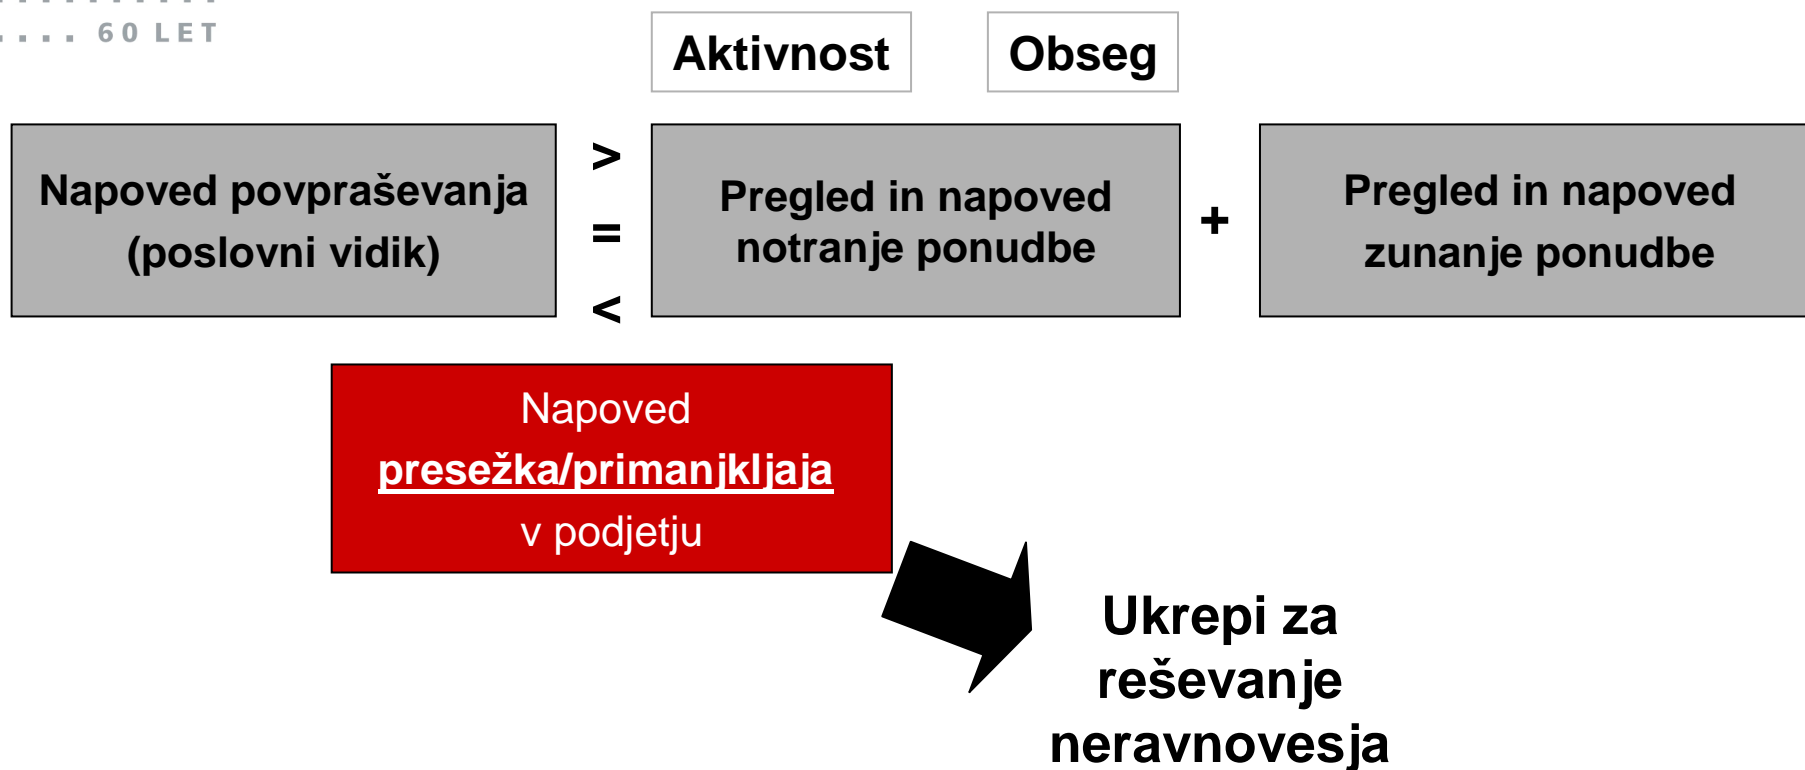 60 LET
Aktivnost
Obseg
Napoved povpraševanja
(poslovni vidik)
>
=
<
Pregled in napoved
notranje ponudbe
+
Pregled in napoved
zunanje ponudbe
Napoved
presežka/primanjkljaja
v podjetju
Ukrepi za
reševanje
neravnovesja